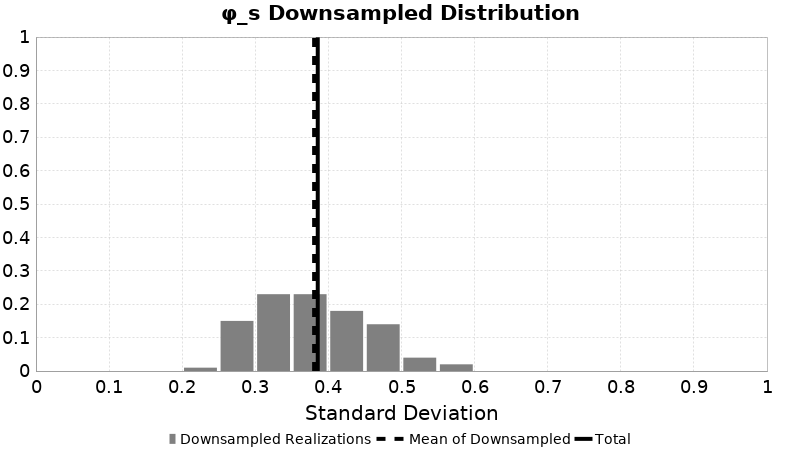 φ_s Downsampled Distribution
1
0.9
0.8
0.7
0.6
0.5
0.4
0.3
0.2
0.1
0
0 0.1 0.2 0.3 0.4 0.5 0.6 0.7 0.8 0.9 1
Standard Deviation
Downsampled Realizations Mean of Downsampled Total